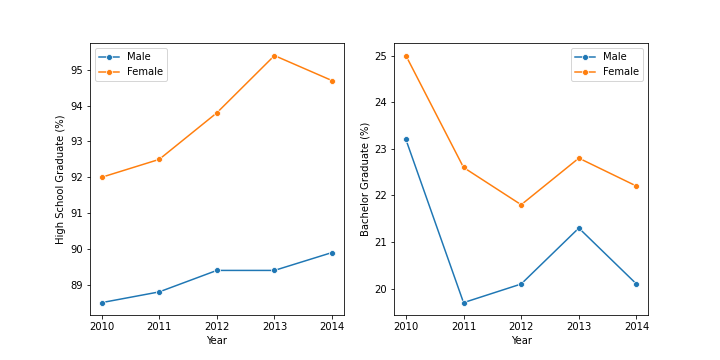 Male
Female
95
94
93
92
91
90
89
High School Graduate (%)
2010 2011 2012 2013 2014
Year
Male
Female
25
24
23
22
21
20
Bachelor Graduate (%)
2010 2011 2012 2013 2014
Year